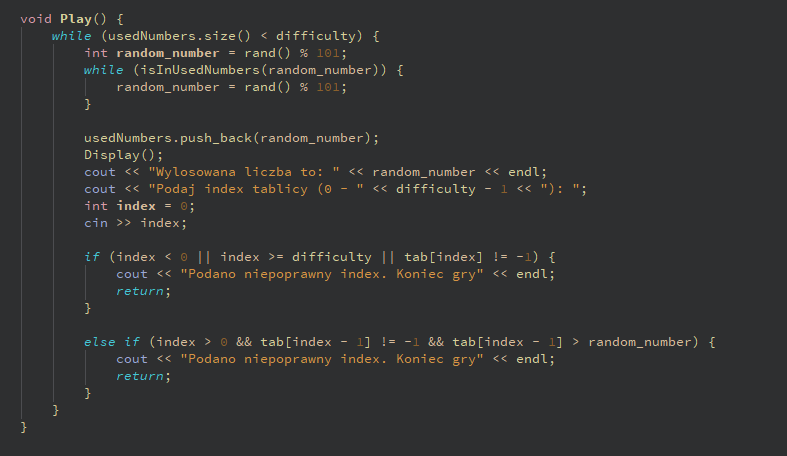 void Play() {
while (usedNumbers.size() < difficulty) {
int random_number = rand() % 101;
while (isInUsedNumbers(random_number)) {
random_number = rand() % 101;
}
usedNumbers.push_back(random_number);
Display();
cout << "Wylosowana liczba to: " << random_number << endl;
cout << "Podaj index tablicy (0 - " << difficulty - 1 << "): ";
int index = 0;
cin >> index;
if (index < 0 || index >= difficulty || tab[index] != -1) {
cout << "Podano niepoprawny index. Koniec gry" << endl;
return;
}
else if (index > 0 && tab[index - 1] != -1 && tab[index - 1] > random_number) {
cout << "Podano niepoprawny index. Koniec gry" << endl;
return;
}
}
}